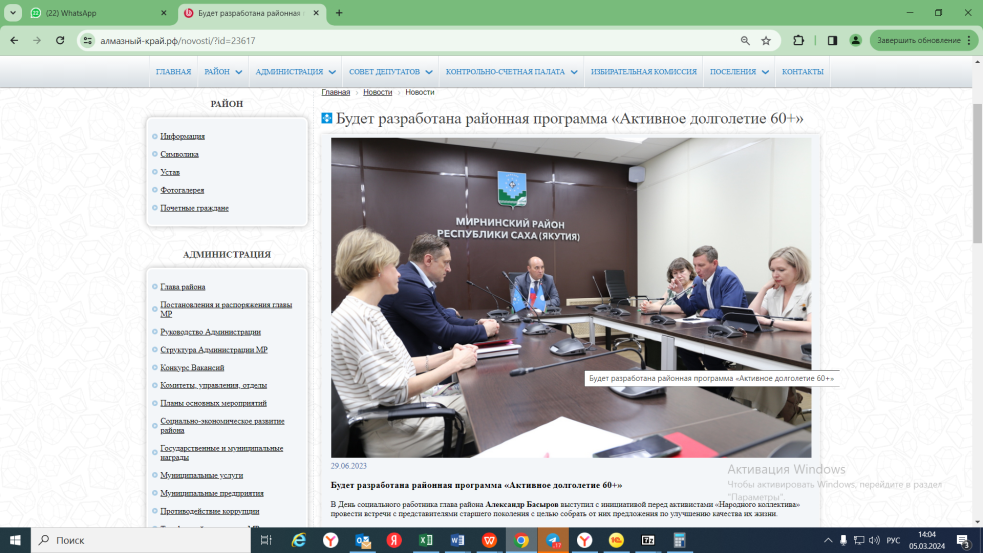 (22) WhatsApp
Будет разработана районная
алмазный-край.рф/novosti/?id=23617
Завершить обновление
ГЛАВНАЯ РАЙОН АДМИНИСТРАЦИЯ СОВЕТ ДЕПУТАТОВ КОНТРОЛЬНО-СЧЕТНАЯ ПАЛАТА ИЗБИРАТЕЛЬНАЯ КОМИССИЯ ПОСЕЛЕНИЯ КОНТАКТЫ
РАЙОН
Информация
Символика
Устав
Фотогалерея
Почетные граждане
АДМИНИСТРАЦИЯ
Глава района
Постановления и распоряжения главы
МР
Руководство Администрации
Структура Администрации МР
Конкурс Вакансий
Комитеты, управления, отделы
Планы основных мероприятий
Социально-экономическое развитие
района
Государственные и муниципальные
награды
Муниципальные услуги
Муниципальные предприятия
Противодействие коррупции
Главная › Новости › Новости
Будет разработана районная программа «Активное долголетие 60+»
МИРНИНСКИЙ РАЙОН
РЕСПУБЛИКИ САХА (ЯКУТИЯ)
Будет разработана районная программа «Активное долголетие 60+»
29.06.2023
Будет разработана районная программа «Активное долголетие 60+»
В День социального работника глава района Александр Басыров выступил с инициативой перед активистами «Народного коллектива»
провести встречи с представителями старшего поколения с целью собрать от них предложения по улучшению качества их жизни.
Активация Windows
Чтобы активировать Windows, перейдите в раздел
"Параметры".
Поиск
РУС
14:04
05.03.2024
3